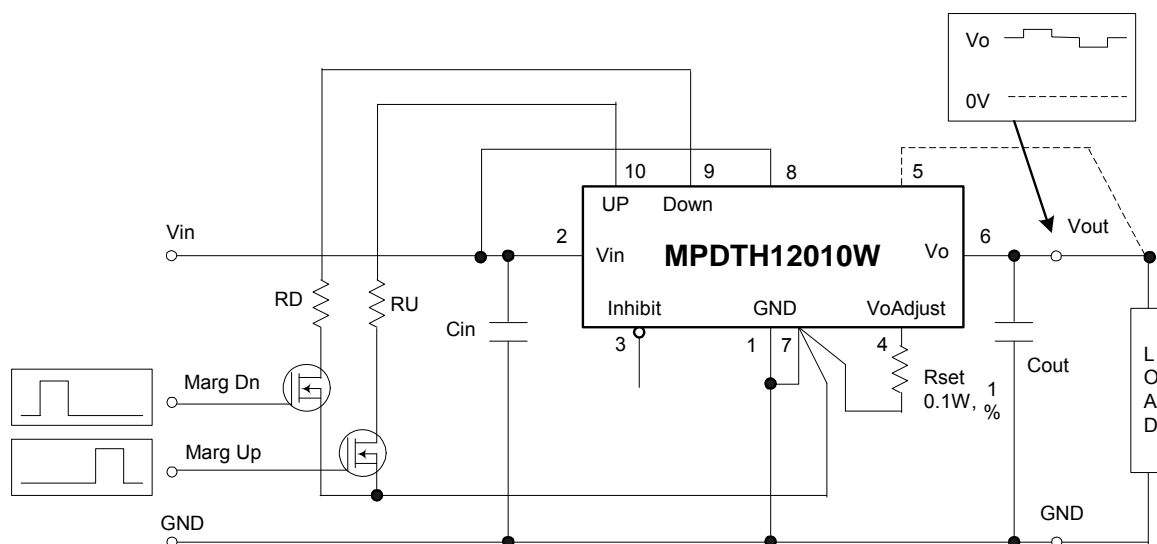 Vo
0V
10
9
8
5
UP
Down
Vin
2
Vin
MPDTH12010W
Vo
6
Vout
RD
RU
Cin
Inhibit
GND
VoAdjust
3
1
7
4
Rset
0.1W, 1 %
Cout
LOAD
Marg Dn
Marg Up
GND
GND